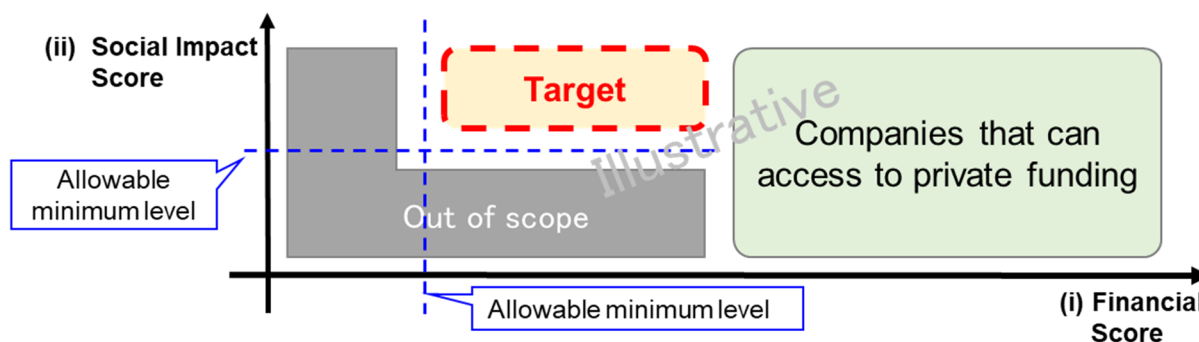 (ii) Social Impact
Score
Target
Illustrative
Companies that can
access to private funding
Allowable
minimum level
Out of scope
Allowable minimum level
(i) Financial
Score